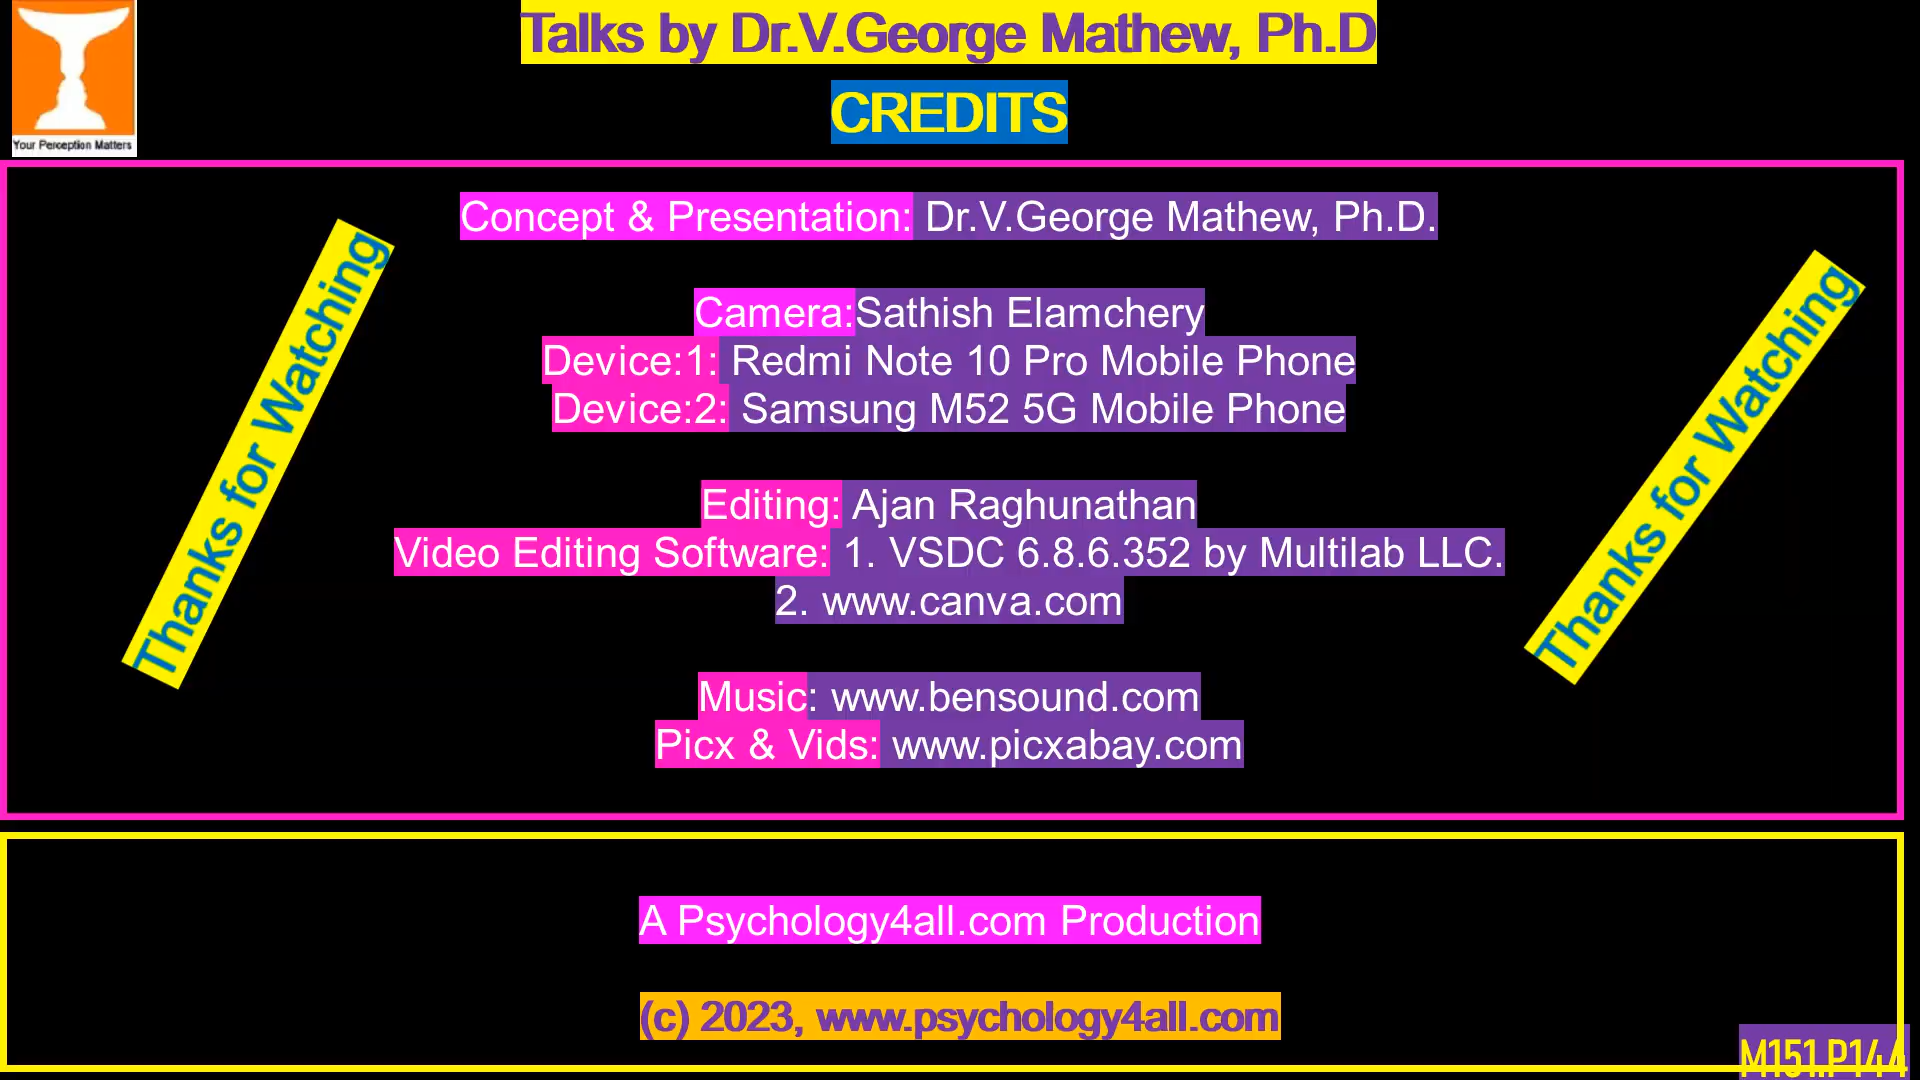 Talks by Dr.V.George Mathew, Ph.D
CREDITS
Your Perception Matters
Concept & Presentation: Dr.V.George Mathew, Ph.D.
Camera:Sathish Elamchery
Device:1: Redmi Note 10 Pro Mobile Phone
Device:2: Samsung M52 5G Mobile Phone
Editing: Ajan Raghunathan
Video Editing Software: 1. VSDC 6.8.6.352 by Multilab LLC.
2. www.canva.com
Music: www.bensound.com
Picx & Vids: www.picxabay.com
Thanks for Watching
Thanks for Watching
A Psychology4all.com Production
(c) 2023, www.psychology4all.com
M151.P144